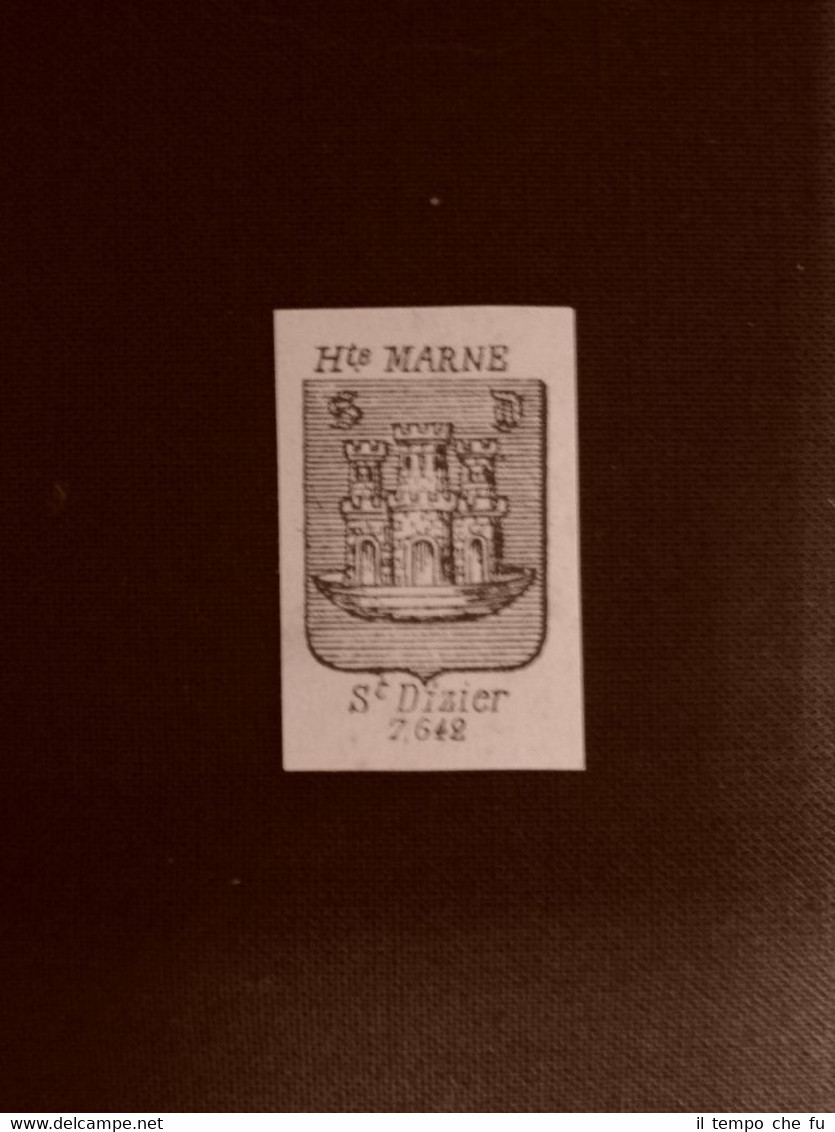 Hte MARNE
S D
St Dizier
7,642
www.delcampe.net
il tempo che fu